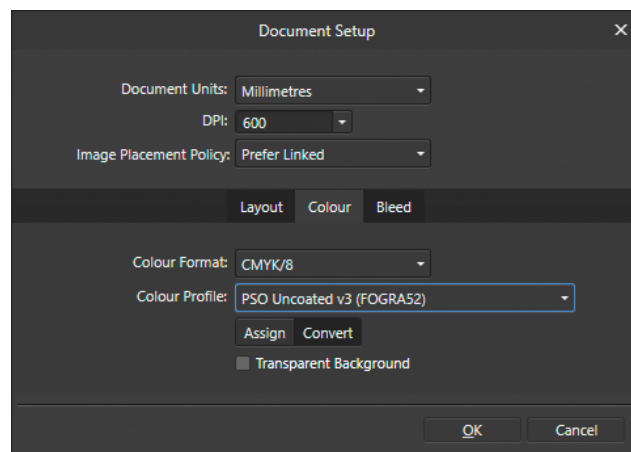 Document Setup
Document Units: Millimetres
DPI: 600
Image Placement Policy: Prefer Linked
Layout Colour Bleed
Colour Format: CMYK/8
Colour Profile: PSO Uncoated v3 (FOGRA52)
Assign Convert
Transparent Background
OK Cancel